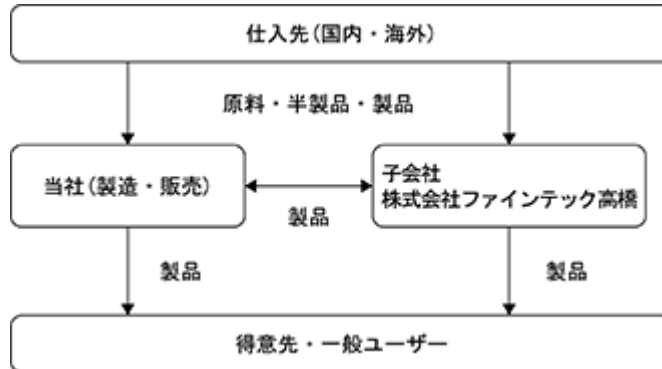 仕入先(国内・海外)
原料・半製品・製品
当社(製造・販売)
子会社
株式会社ファインテック高橋
製品
製品
製品
得意先・一般ユーザー